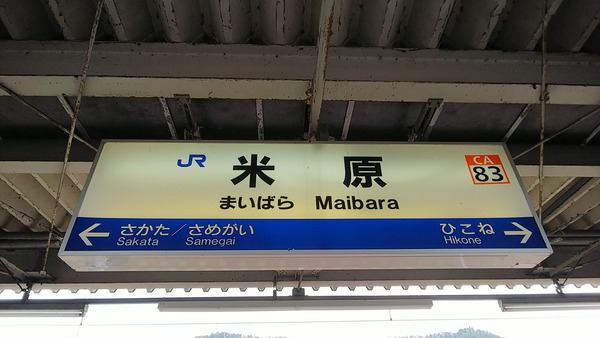 JR 米原 CA
83
まいばら Maibara
← さかた／さめがい ひこね →
Sakata Samegai Hikone